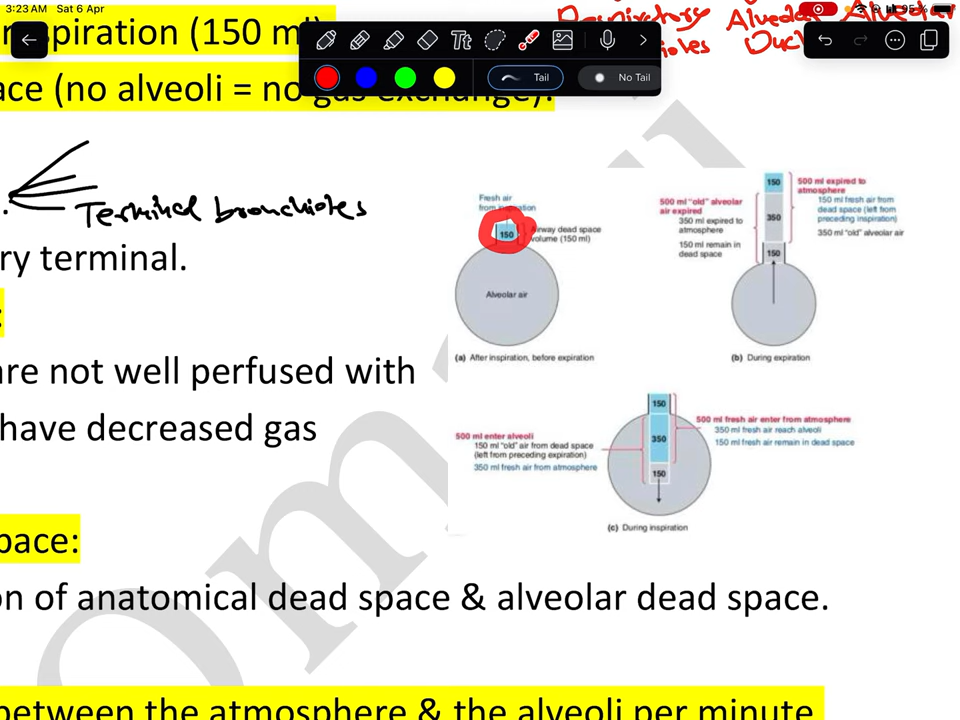 3:23 AM Sat 6 Apr
95 %
spiration (150 ml)
Respiratory Alveolar Alveolar
Tt
Tail
No Tail
ace (no alveoli = no gas exchange).
Terminal bronchioles
ry terminal.
:
are not well perfused with
have decreased gas
pace:
on of anatomical dead space & alveolar dead space.
between the atmosphere & the alveoli per minute
Fresh air
from inspiration
150
Airway dead space
volume (150 ml)
Alveolar air
(a) After inspiration, before expiration
500 ml "old" alveolar
air expired
350 ml expired to
atmosphere
150 ml remain in
dead space
150
350
150
500 ml expired to
atmosphere
150 ml fresh air from
dead space (left from
preceding inspiration)
350 ml "old" alveolar air
(b) During expiration
500 ml enter alveoli
150 ml "old" air from dead space
(left from preceding expiration)
350 ml fresh air from atmosphere
150
350
150
500 ml fresh air enter from atmosphere
350 ml fresh air reach alveoli
150 ml fresh air remain in dead space
(c) During inspiration